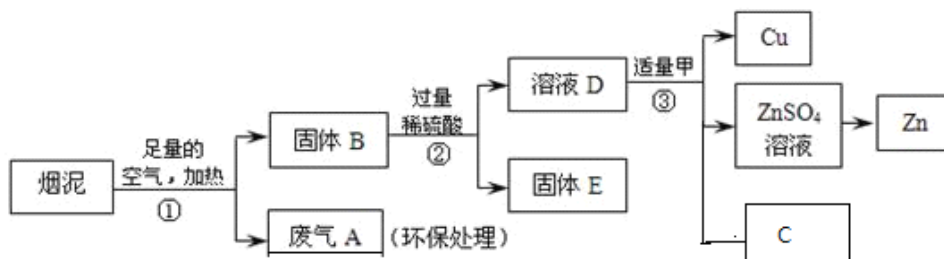 烟泥
足量的
空气，加热
①
固体 B
废气 A
(环保处理)
过量
稀硫酸
②
溶液 D
固体 E
适量甲
③
Cu
ZnSO₄
溶液
Zn
C